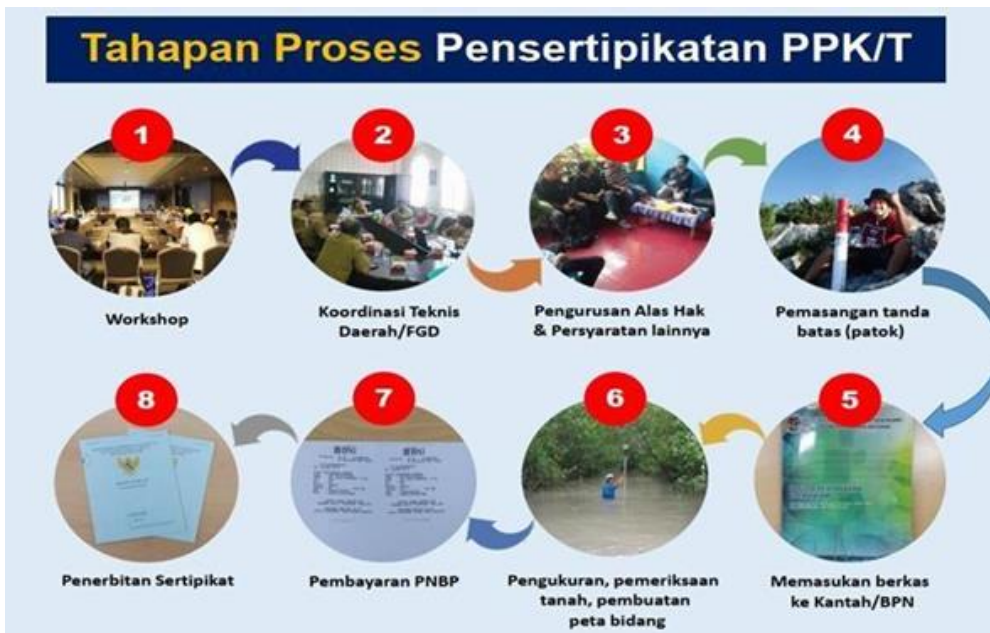 Tahapan Proses Pensertipikatan PPK/T
1
2
3
4
Workshop
Koordinasi Teknis
Daerah/FGD
Pengurusan Alas Hak
& Persyaratan lainnya
Pemasangan tanda
batas (patok)
5
6
7
8
Memasukan berkas
ke Kantah/BPN
Pengukuran, pemeriksaan
tanah, pembuatan
peta bidang
Pembayaran PNBP
Penerbitan Sertipikat